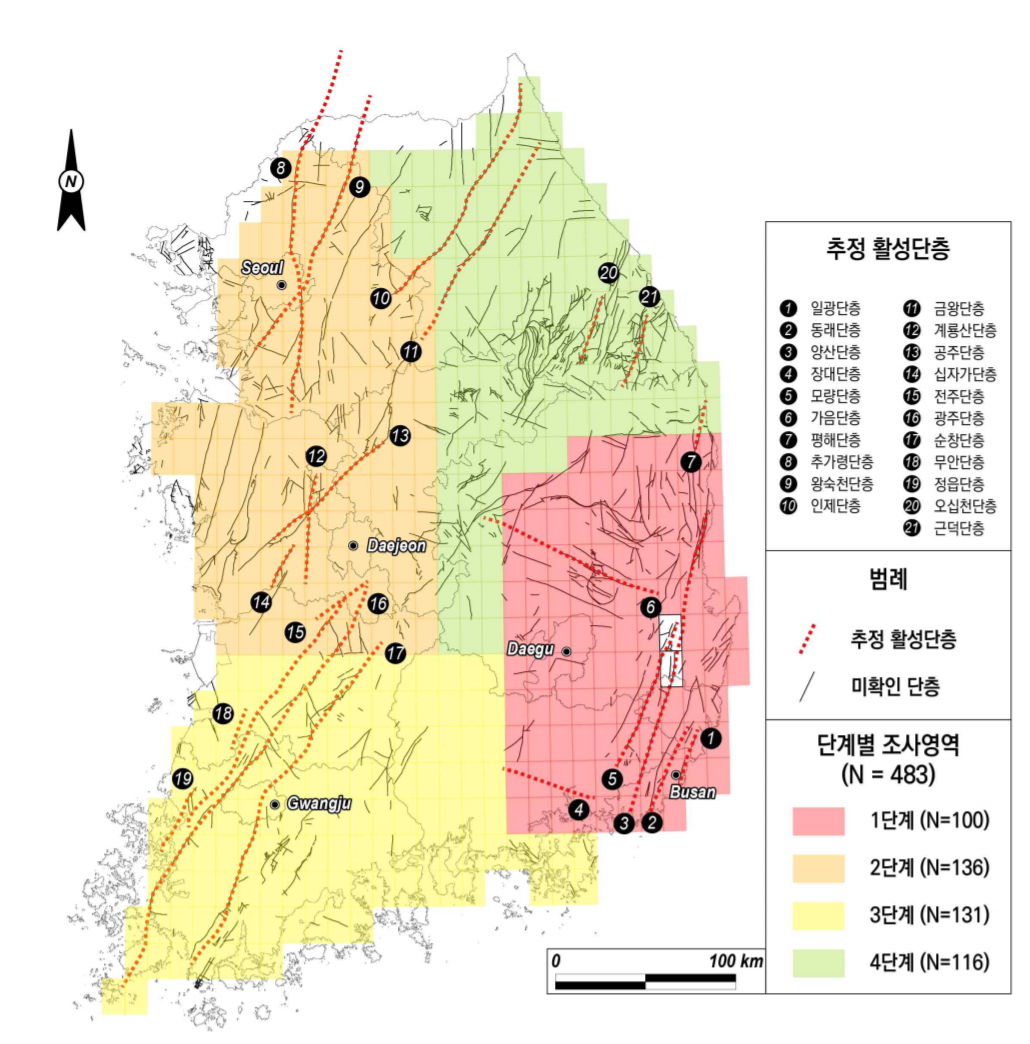 N
8
9
Seoul
10
11
20
21
12
13
7
Daejeon
14
15
16
17
6
Daegu
18
19
Gwangju
1
5
Busan
4
3
2
추정 활성단층
1 일광단층
2 동래단층
3 양산단층
4 장대단층
5 모량단층
6 가음단층
7 평해단층
8 추가령단층
9 왕숙천단층
10 인제단층
11 금왕단층
12 계룡산단층
13 공주단층
14 십자가단층
15 전주단층
16 광주단층
17 순창단층
18 무안단층
19 정읍단층
20 오십천단층
21 근덕단층
범례
추정 활성단층
미확인 단층
단계별 조사영역
(N = 483)
1단계 (N=100)
2단계 (N=136)
3단계 (N=131)
4단계 (N=116)
0 100 km